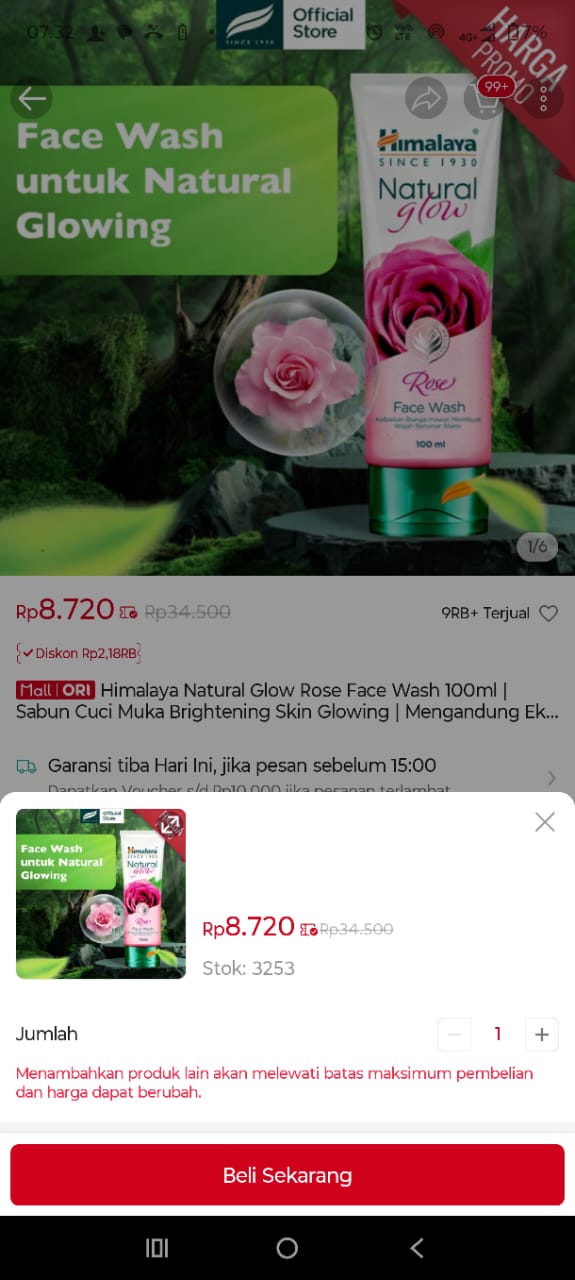 07.32
SINCE 1930
Official
Store
Vo
LTE
4G+
7%
HARGA
PROMO
99+
Face Wash
untuk Natural
Glowing
Himalaya
SINCE 1930
Natural
glow
Rose
Face Wash
Kebaikan Bunga mawar Membuat
Wajah Bersinar Alami
100 ml
1/6
Rp8.720 Rp34.500
9RB+ Terjual
Diskon Rp2,18RB
Mall | ORI Himalaya Natural Glow Rose Face Wash 100ml |
Sabun Cuci Muka Brightening Skin Glowing | Mengandung Ek...
Garansi tiba Hari Ini, jika pesan sebelum 15:00
Dapatkan Voucher s/d Rp10.000 jika pesanan terlambat
Official
Store
Face Wash
untuk Natural
Glowing
Himalaya
SINCE 1930
Natural
glow
Rose
Face Wash
Rp8.720 Rp34.500
Stok: 3253
Jumlah
1
Menambahkan produk lain akan melewati batas maksimum pembelian
dan harga dapat berubah.
Beli Sekarang